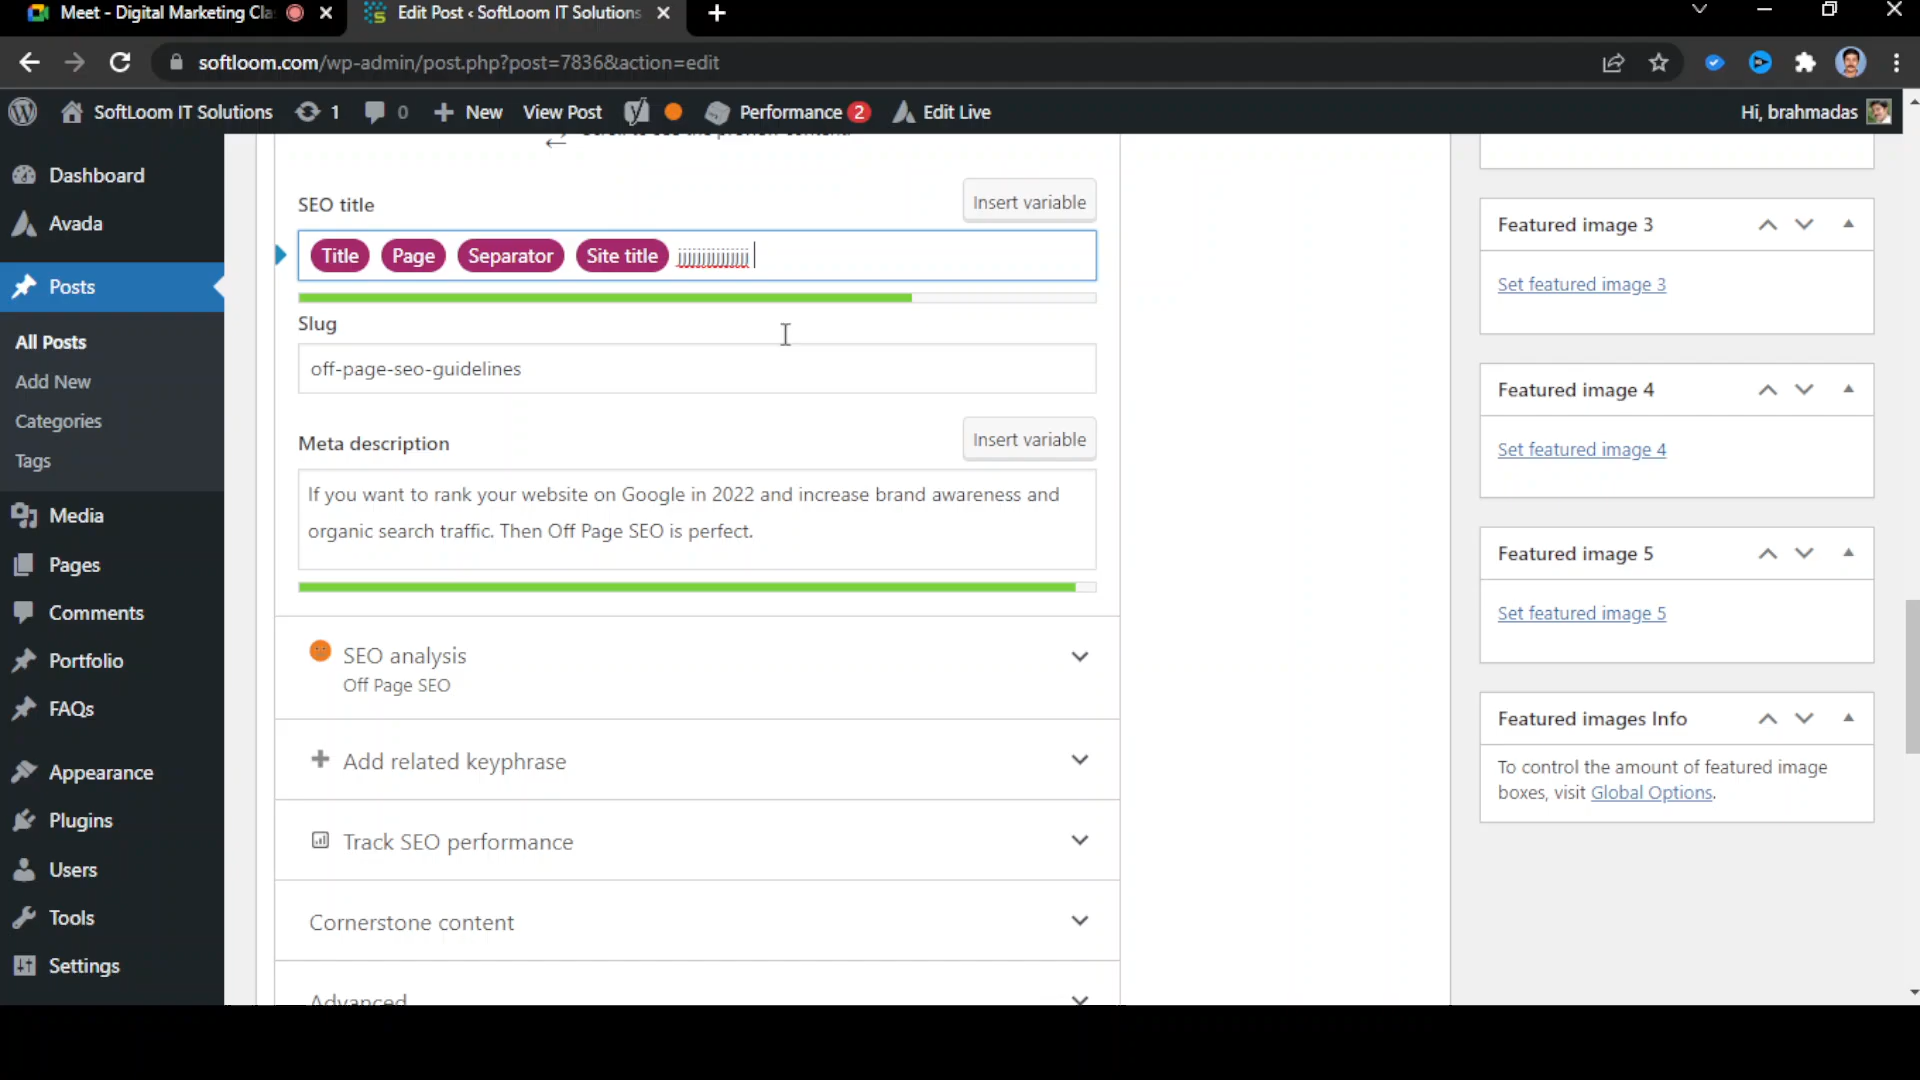 Meet - Digital Marketing Cla
Edit Post ‹ SoftLoom IT Solutions
softloom.com/wp-admin/post.php?post=7836&action=edit
SoftLoom IT Solutions 1 0 New View Post Performance 2 Edit Live Hi, brahmadas
Dashboard
Avada
Posts
All Posts
Add New
Categories
Tags
Media
Pages
Comments
Portfolio
FAQs
Appearance
Plugins
Users
Tools
Settings
SEO title
Insert variable
Title Page Separator Site title
Slug
off-page-seo-guidelines
Meta description
Insert variable
If you want to rank your website on Google in 2022 and increase brand awareness and
organic search traffic. Then Off Page SEO is perfect.
SEO analysis
Off Page SEO
Add related keyphrase
Track SEO performance
Cornerstone content
Advanced
Featured image 3
Set featured image 3
Featured image 4
Set featured image 4
Featured image 5
Set featured image 5
Featured images Info
To control the amount of featured image
boxes, visit Global Options.